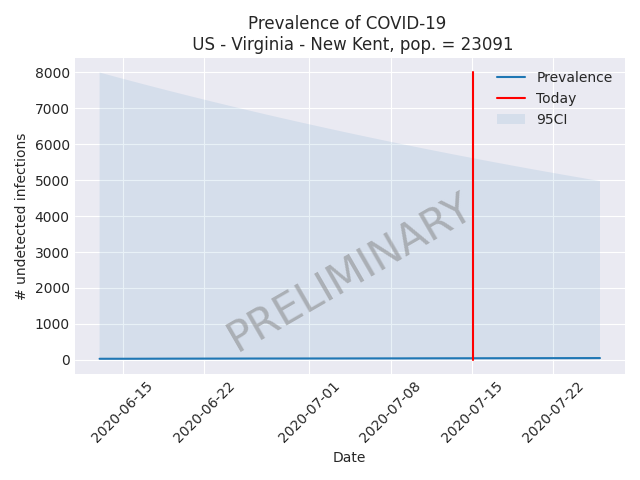 Prevalence of COVID-19
US - Virginia - New Kent, pop. = 23091
8000
7000
6000
5000
4000
3000
2000
1000
0
# undetected infections
Prevalence
Today
95CI
PRELIMINARY
2020-06-15
2020-06-22
2020-07-01
2020-07-08
2020-07-15
2020-07-22
Date